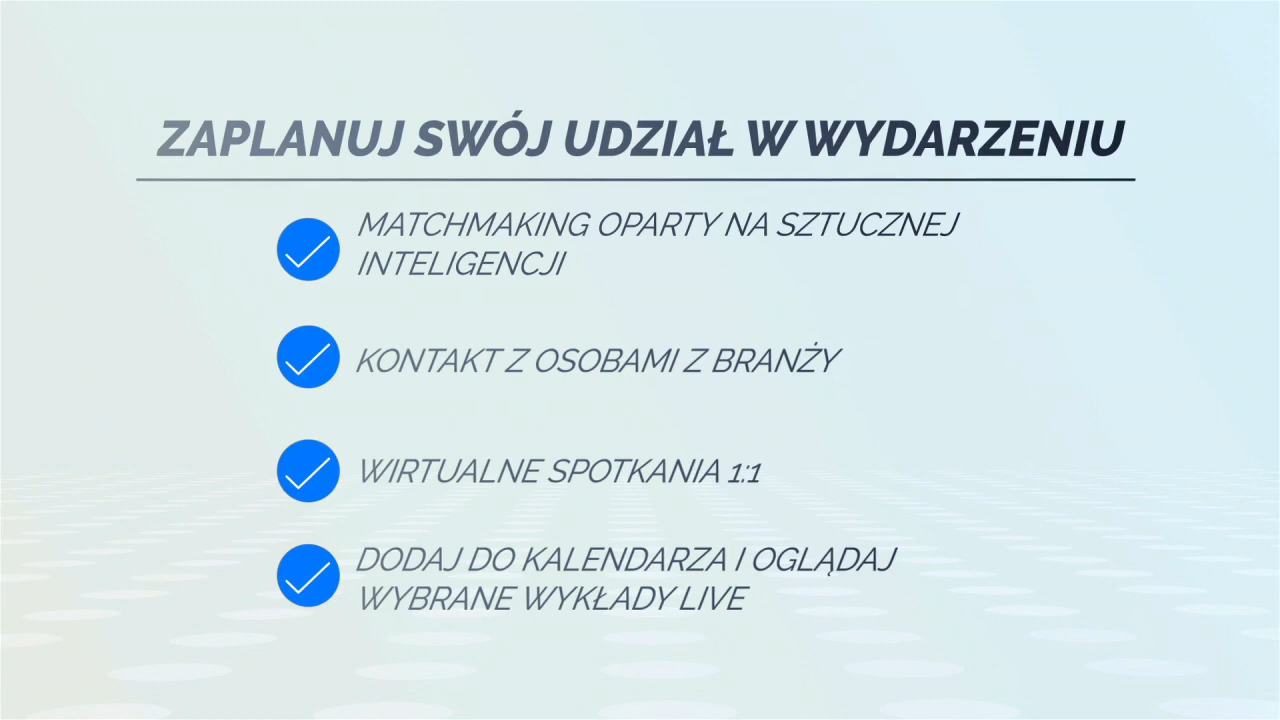 ZAPLANUJ SWÓJ UDZIAŁ W WYDARZENIU
MATCHMAKING OPARTY NA SZTUCZNEJ
INTELIGENCJI
KONTAKT Z OSOBAMI Z BRANŻY
WIRTUALNE SPOTKANIA 1:1
DODAJ DO KALENDARZA I OGLĄDAJ
WYBRANE WYKŁADY LIVE